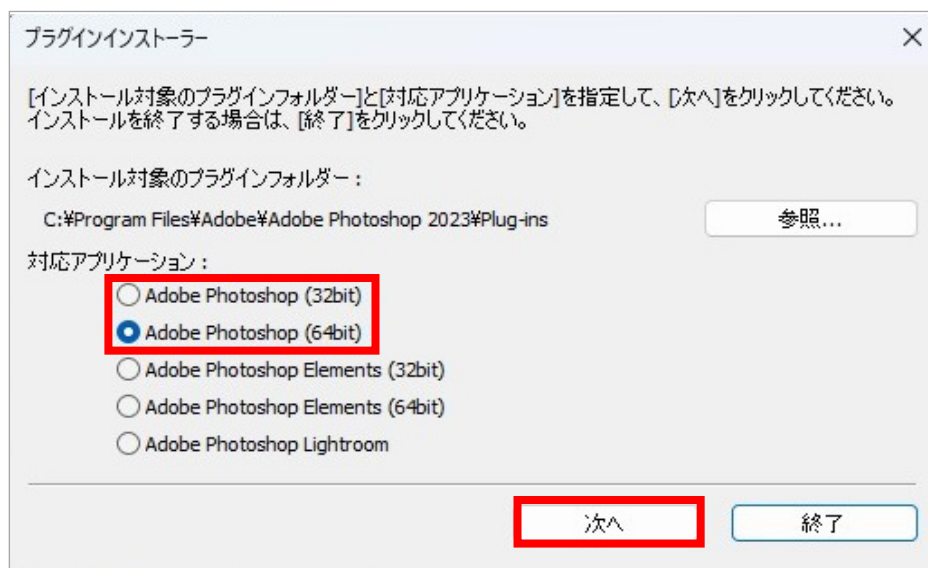 プラグインインストーラー
[インストール対象のプラグインフォルダー]と[対応アプリケーション]を指定して、[次へ]をクリックしてください。
インストールを終了する場合は、[終了]をクリックしてください。
インストール対象のプラグインフォルダー：
C:¥Program Files¥Adobe¥Adobe Photoshop 2023¥Plug-ins
参照...
対応アプリケーション：
Adobe Photoshop (32bit)
Adobe Photoshop (64bit)
Adobe Photoshop Elements (32bit)
Adobe Photoshop Elements (64bit)
Adobe Photoshop Lightroom
次へ
終了